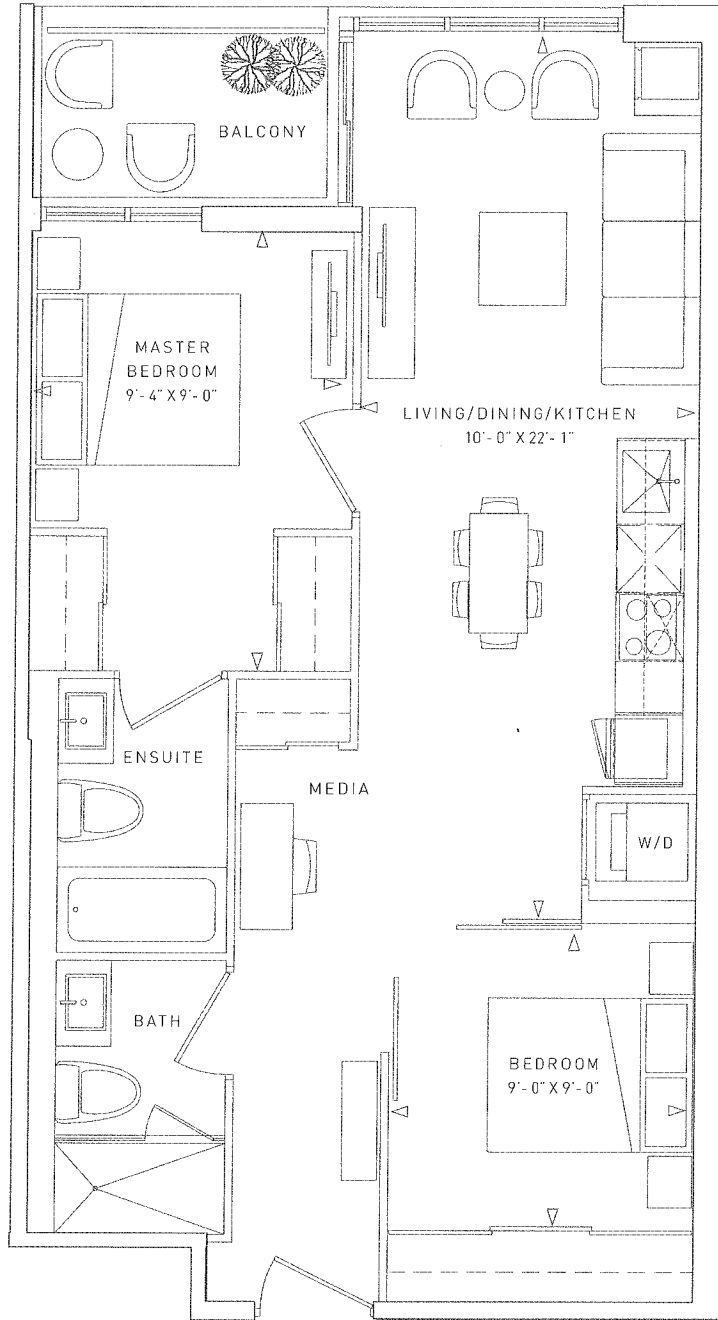 BALCONY
MASTER
BEDROOM
9'-4" X 9'-0"
LIVING/DINING/KITCHEN
10'-0" X 22'-1"
ENSUITE
MEDIA
W/D
BATH
BEDROOM
9'-0" X 9'-0"